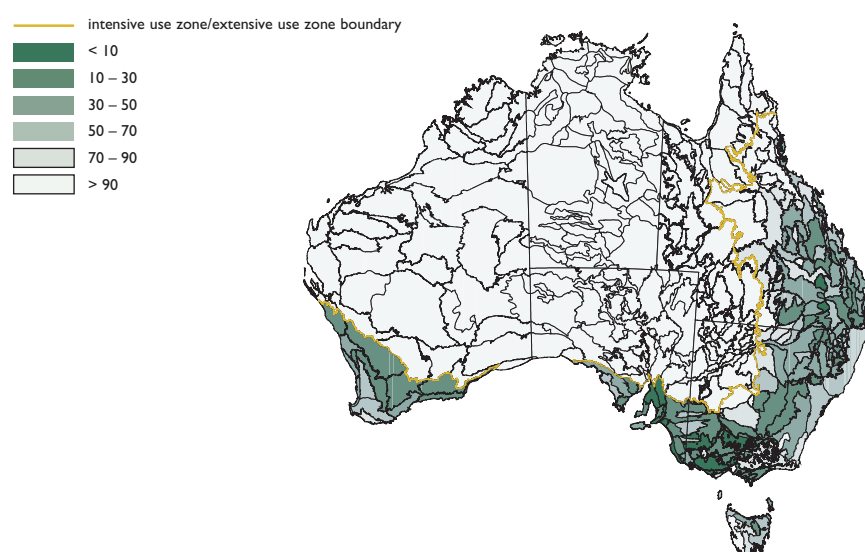 intensive use zone/extensive use zone boundary
< 10
10 – 30
30 – 50
50 – 70
70 – 90
> 90